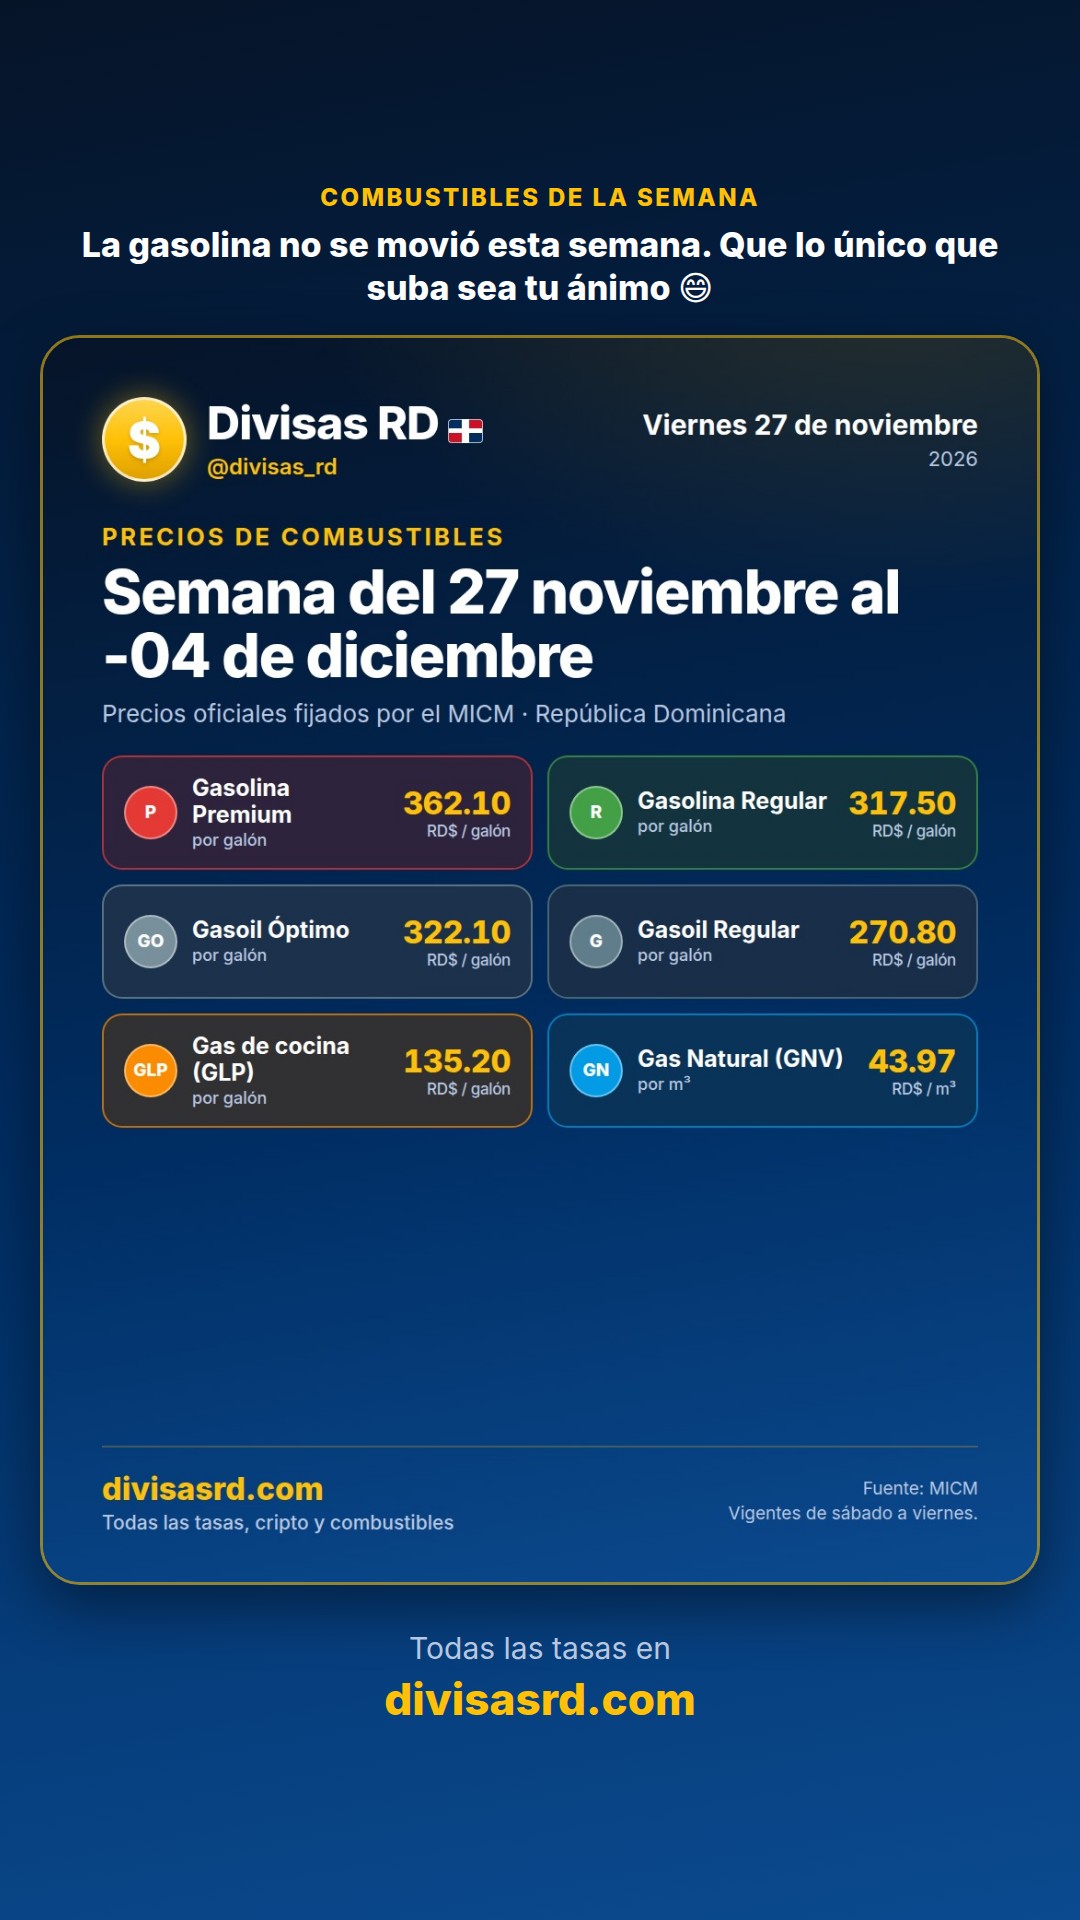 COMBUSTIBLES DE LA SEMANA
La gasolina no se movió esta semana. Que lo único que
suba sea tu ánimo 😄
$
Divisas RD 🇩🇴
@divisas_rd
Viernes 27 de noviembre
2026
PRECIOS DE COMBUSTIBLES
Semana del 27 noviembre al
-04 de diciembre
Precios oficiales fijados por el MICM · República Dominicana
P
Gasolina
Premium
por galón
362.10
RD$ / galón
R
Gasolina Regular
por galón
317.50
RD$ / galón
GO
Gasoil Óptimo
por galón
322.10
RD$ / galón
G
Gasoil Regular
por galón
270.80
RD$ / galón
GLP
Gas de cocina
(GLP)
por galón
135.20
RD$ / galón
GN
Gas Natural (GNV)
por m³
43.97
RD$ / m³
divisasrd.com
Todas las tasas, cripto y combustibles
Fuente: MICM
Vigentes de sábado a viernes.
Todas las tasas en
divisasrd.com